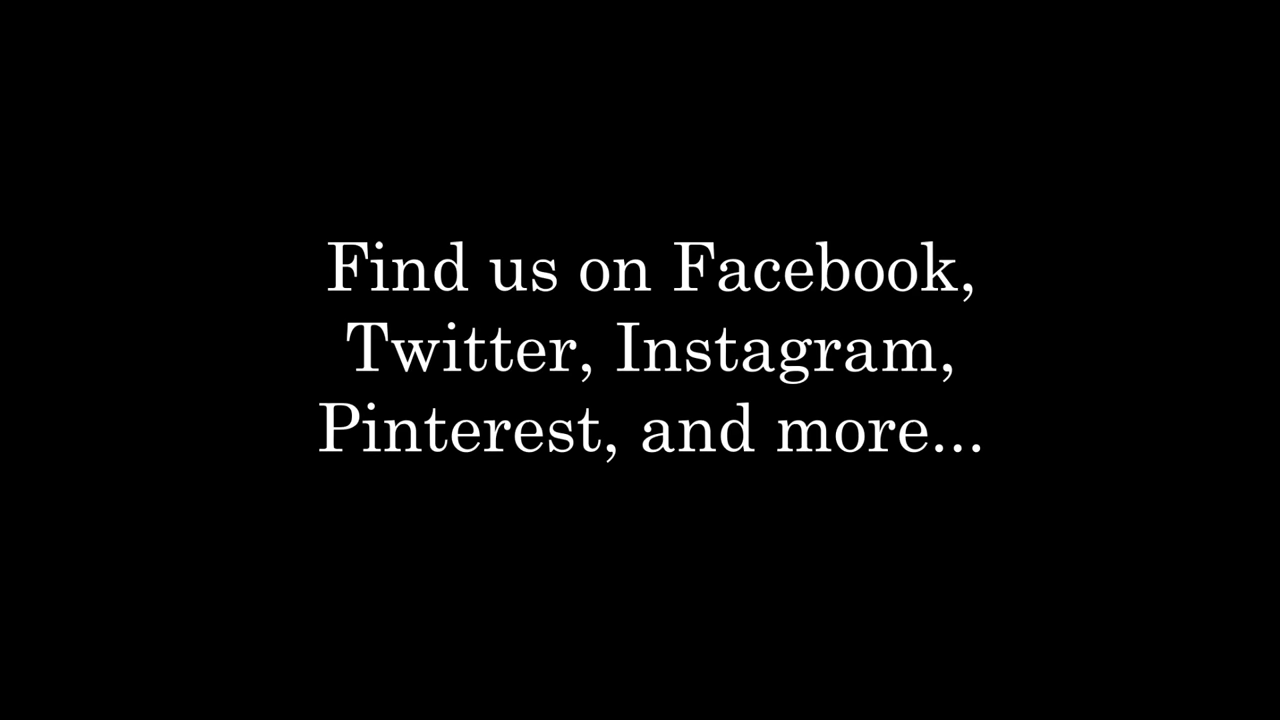 Find us on Facebook,
Twitter, Instagram,
Pinterest, and more...